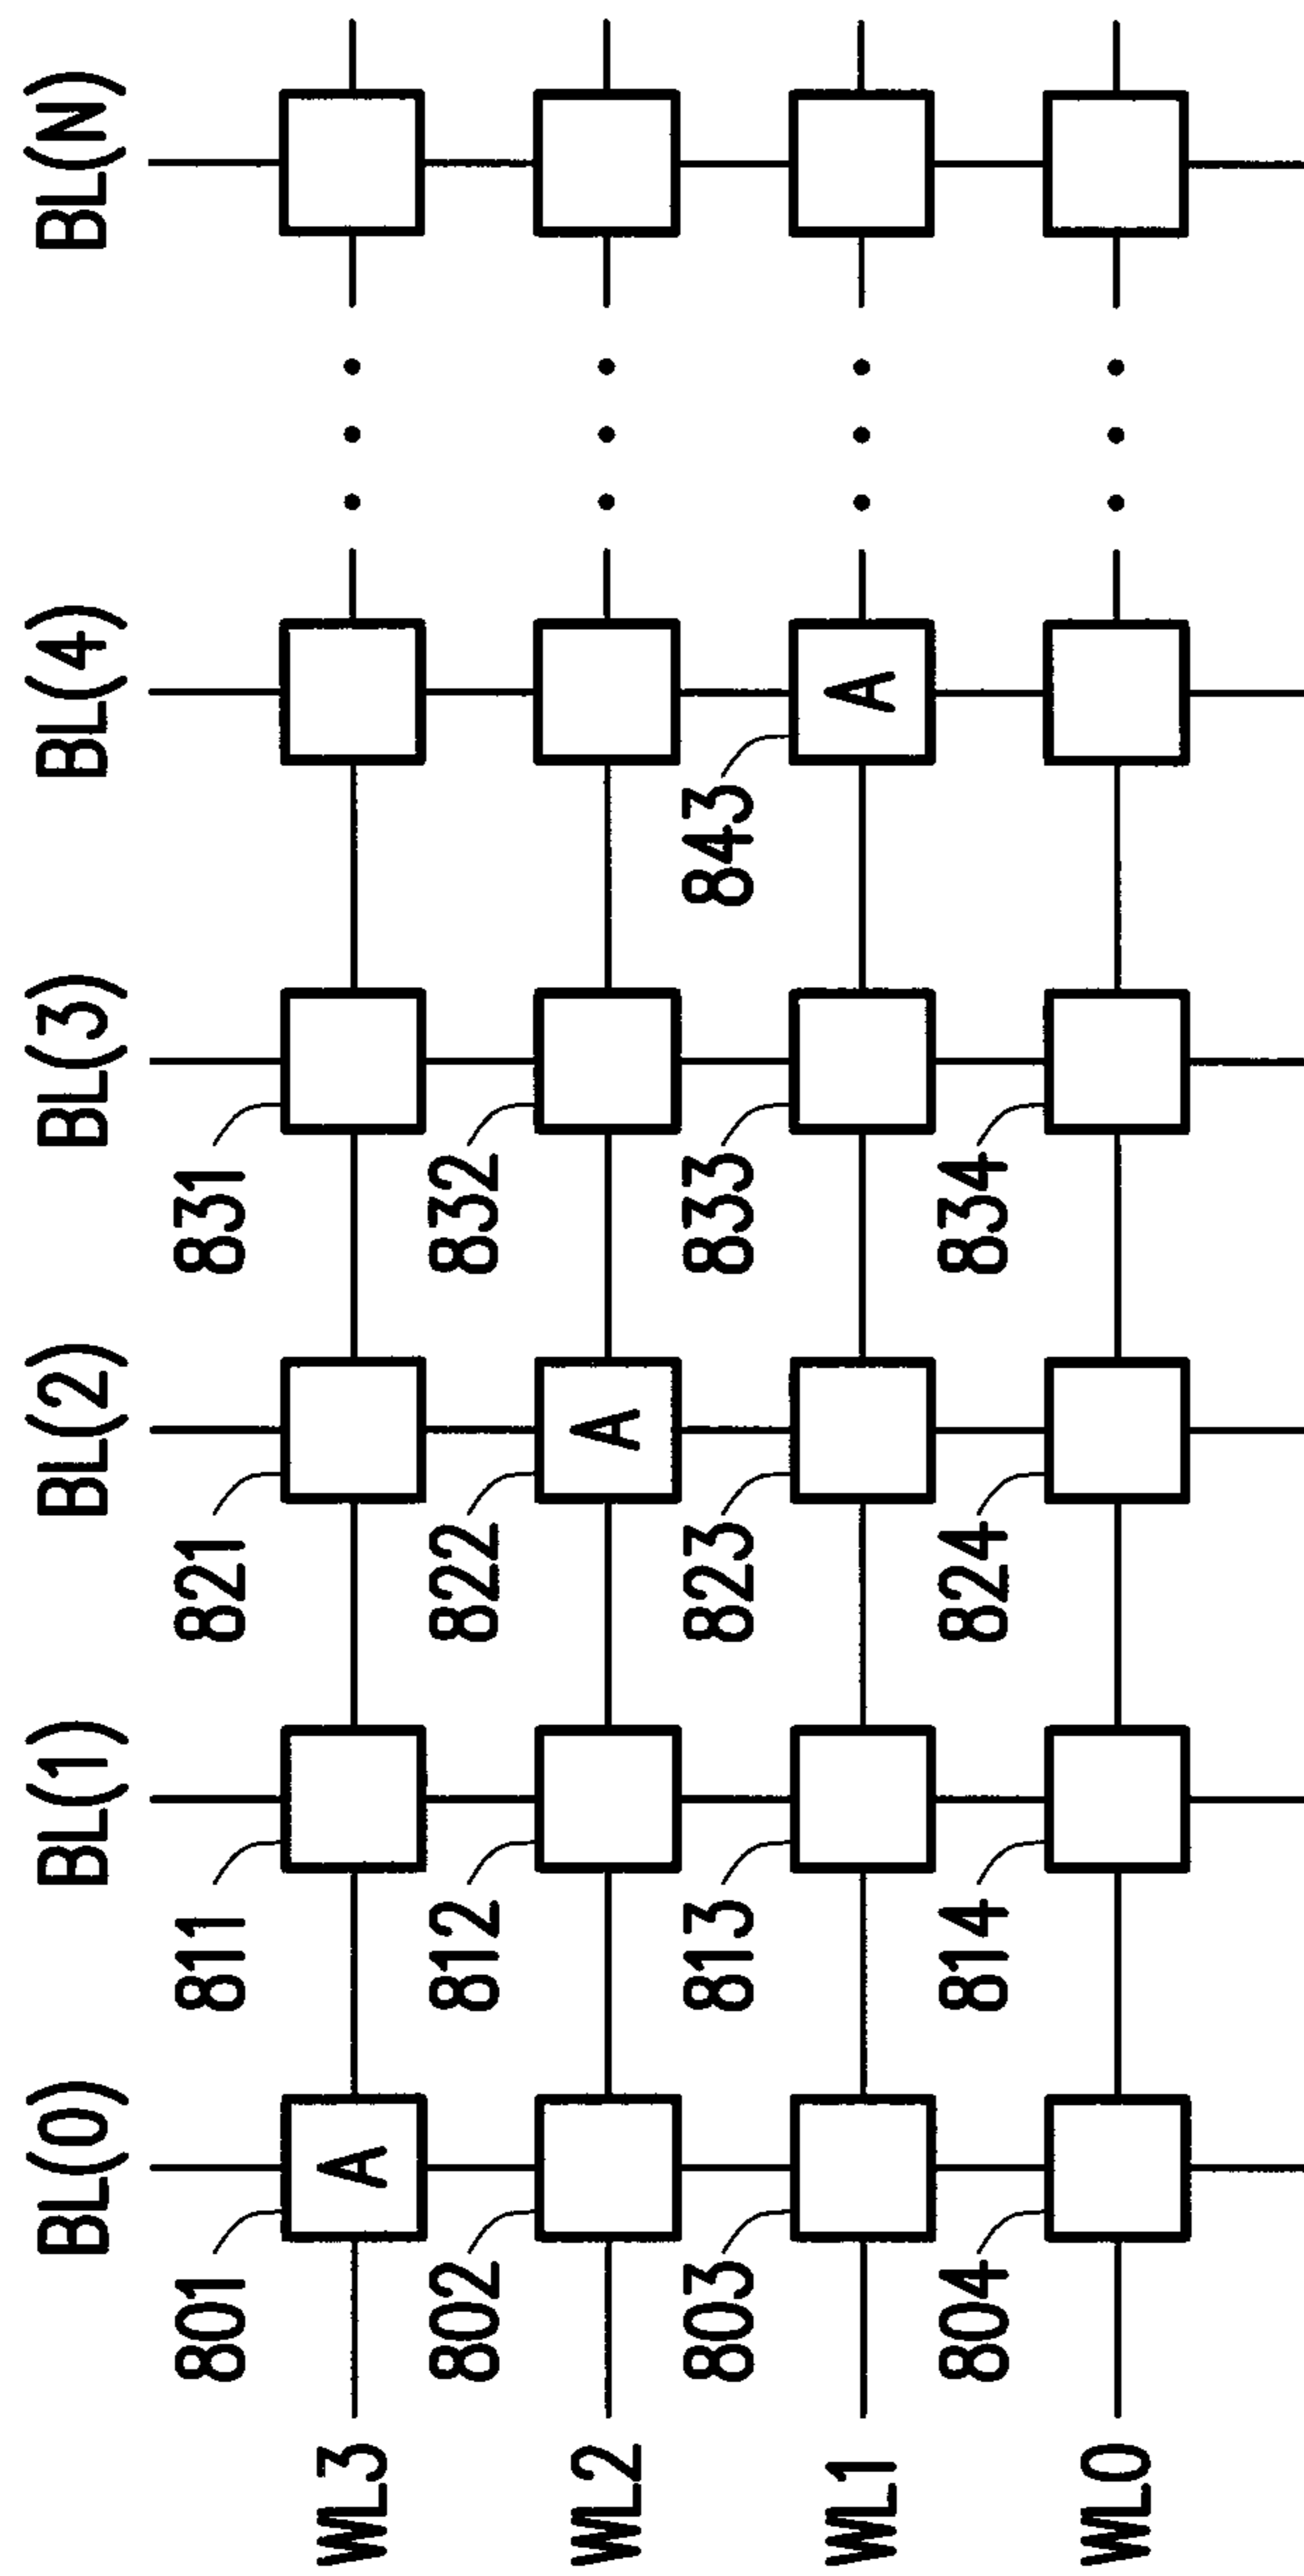 BL(0) BL(1) BL(2) BL(3) BL(4) BL(N)
801 811 821 831
WL3 A
802 812 822 832
WL2 A
803 813 823 833 843
WL1 A
804 814 824 834
WL0